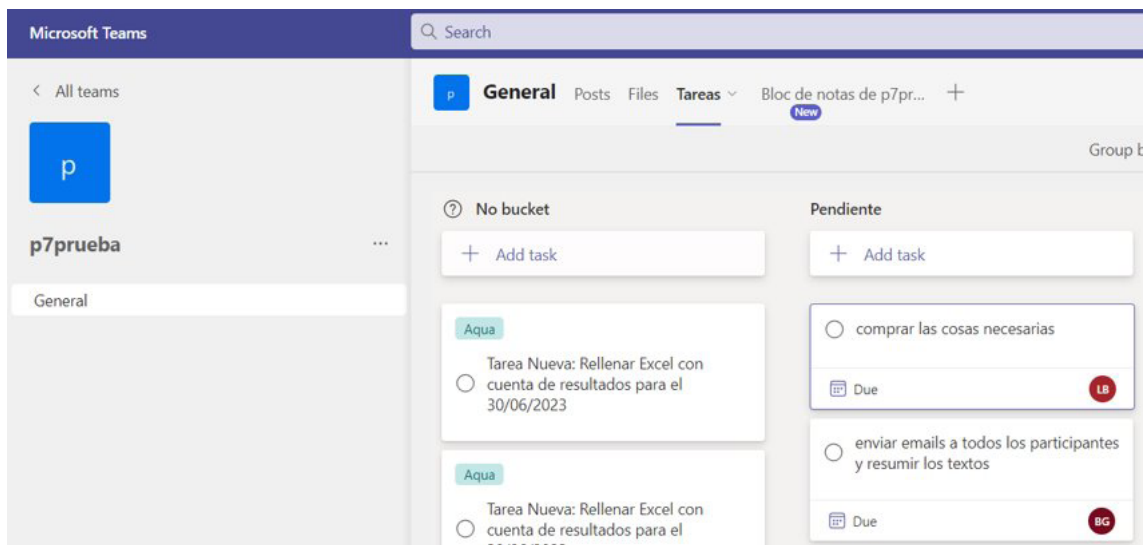 Microsoft Teams
Search
All teams
p
p7prueba
...
General
p
General
Posts
Files
Tareas
Bloc de notas de p7pr...
New
Group b
No bucket
Add task
Aqua
Tarea Nueva: Rellenar Excel con
cuenta de resultados para el
30/06/2023
Aqua
Tarea Nueva: Rellenar Excel con
cuenta de resultados para el
Pendiente
Add task
comprar las cosas necesarias
Due
LB
enviar emails a todos los participantes
y resumir los textos
Due
BG